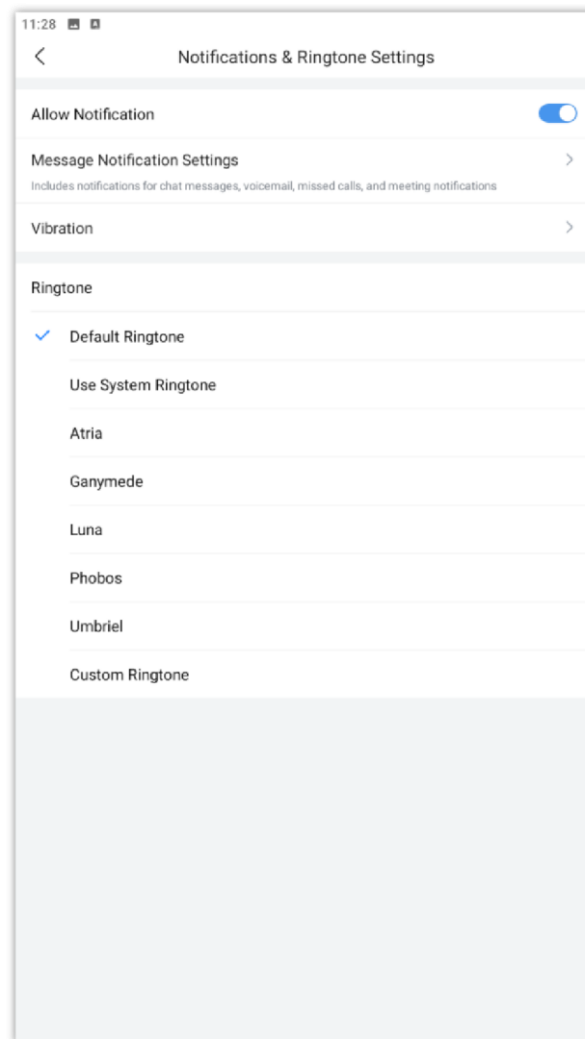 11:28
Notifications & Ringtone Settings
Allow Notification
Message Notification Settings
Includes notifications for chat messages, voicemail, missed calls, and meeting notifications
Vibration
Ringtone
Default Ringtone
Use System Ringtone
Atria
Ganymede
Luna
Phobos
Umbriel
Custom Ringtone